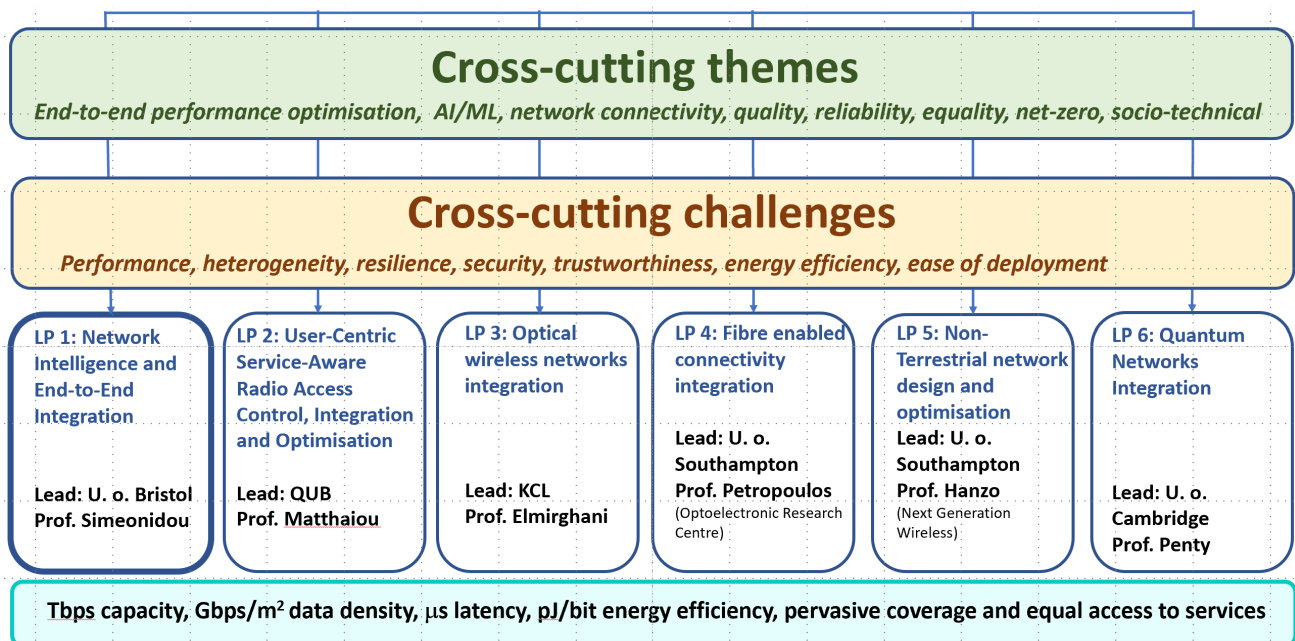 Cross-cutting themes
End-to-end performance optimisation, AI/ML, network connectivity, quality, reliability, equality, net-zero, socio-technical
Cross-cutting challenges
Performance, heterogeneity, resilience, security, trustworthiness, energy efficiency, ease of deployment
LP 1: Network
Intelligence and
End-to-End
Integration
Lead: U. o. Bristol
Prof. Simeonidou
LP 2: User-Centric
Service-Aware
Radio Access
Control, Integration
and Optimisation
Lead: QUB
Prof. Matthaiou
LP 3: Optical
wireless networks
integration
Lead: KCL
Prof. Elmirghani
LP 4: Fibre enabled
connectivity
integration
Lead: U. o.
Southampton
Prof. Petropoulos
(Optoelectronic Research
Centre)
LP 5: Non-
Terrestrial network
design and
optimisation
Lead: U. o.
Southampton
Prof. Hanzo
(Next Generation
Wireless)
LP 6: Quantum
Networks
Integration
Lead: U. o.
Cambridge
Prof. Penty
Tbps capacity, Gbps/m² data density, μs latency, pJ/bit energy efficiency, pervasive coverage and equal access to services